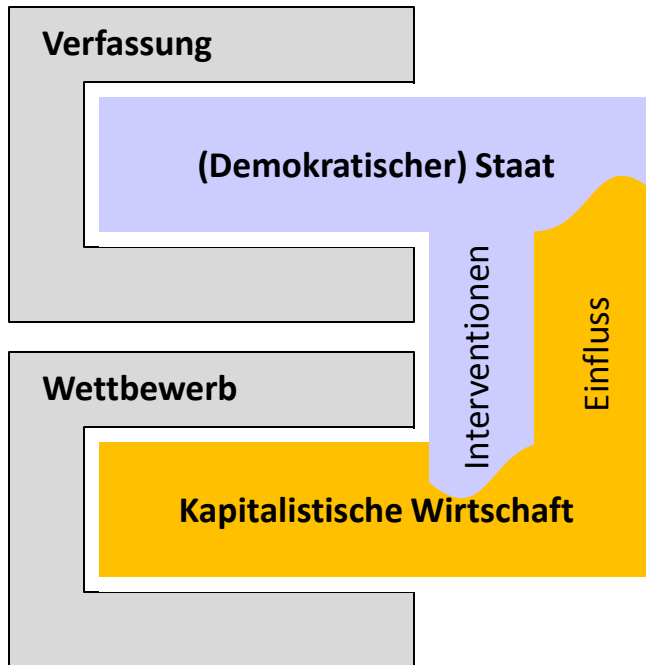 Verfassung
(Demokratischer) Staat
Interventionen
Einfluss
Wettbewerb
Kapitalistische Wirtschaft